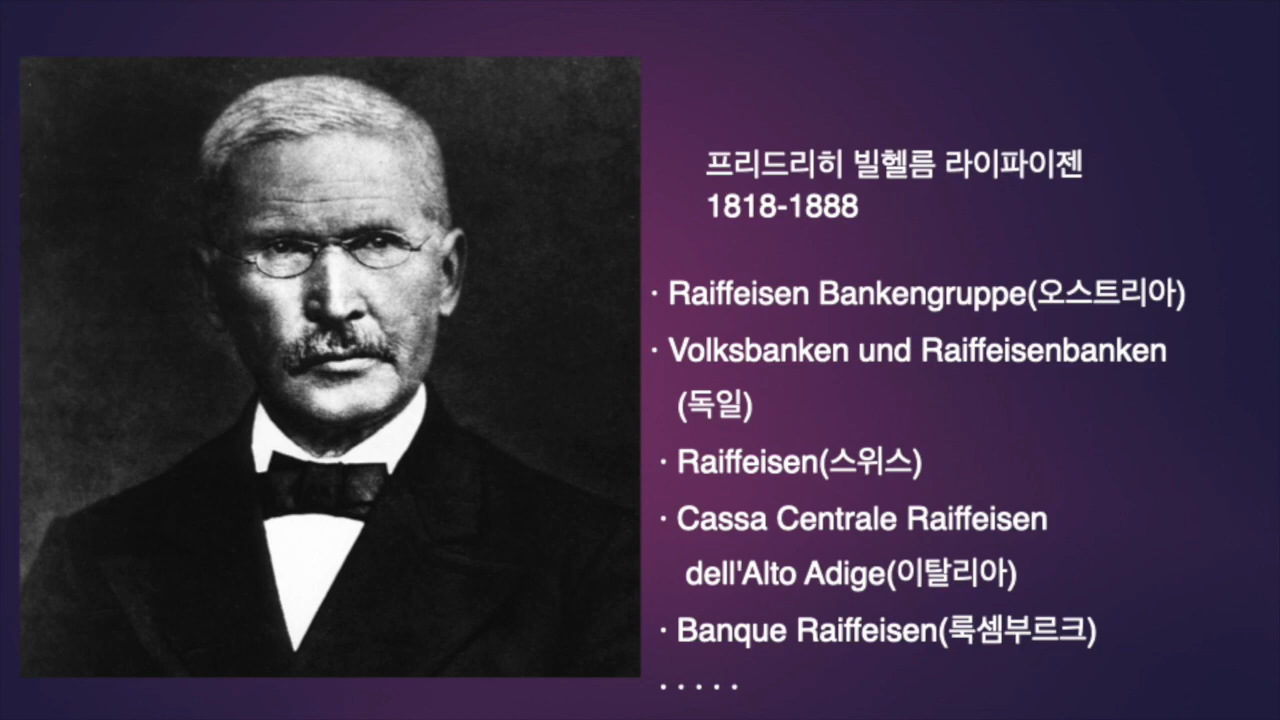 프리드리히 빌헬름 라이파이젠
1818-1888
· Raiffeisen Bankengruppe(오스트리아)
· Volksbanken und Raiffeisenbanken
(독일)
· Raiffeisen(스위스)
· Cassa Centrale Raiffeisen
dell'Alto Adige(이탈리아)
· Banque Raiffeisen(룩셈부르크)
. . . . .